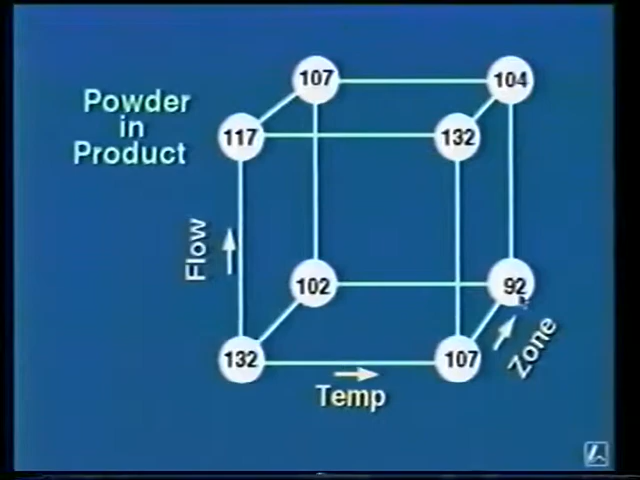 107
104
Powder
in
Product
117
132
Flow
102
92
Zone
132
107
Temp